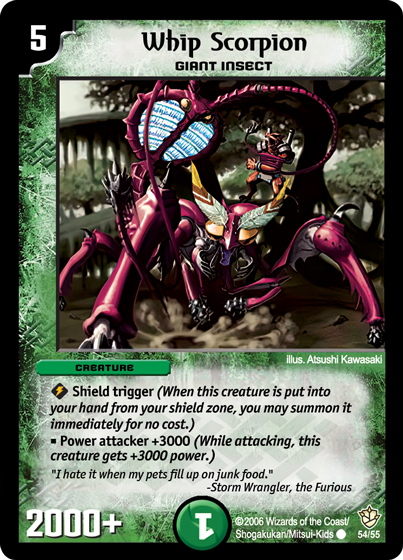 5
Whip Scorpion
GIANT INSECT
illus. Atsushi Kawasaki
CREATURE
Shield trigger (When this creature is put into
your hand from your shield zone, you may summon it
immediately for no cost.)
▪ Power attacker +3000 (While attacking, this
creature gets +3000 power.)
"I hate it when my pets fill up on junk food."
-Storm Wrangler, the Furious
2000+
1
©2006 Wizards of the Coast/
Shogakukan/Mitsui-Kids ● 54/55